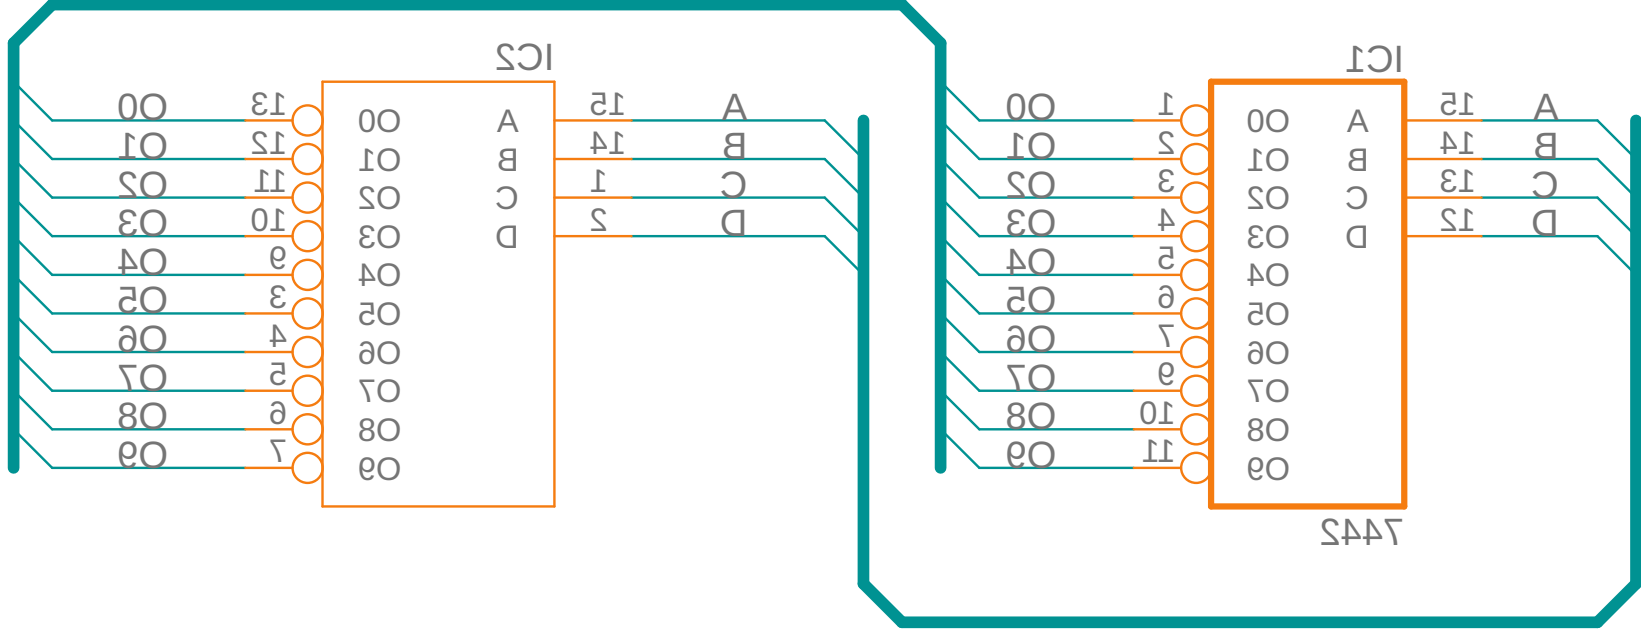 IC1 IC2
A 15 A O0 1 O0 A 15 A O0 13 O0
B 14 B O1 2 O1 B 14 B O1 12 O1
C 13 C O2 3 O2 C 1 C O2 11 O2
D 12 D O3 4 O3 D 2 D O3 10 O3
O4 5 O4 O4 9 O4
O5 6 O5 O5 3 O5
O6 7 O6 O6 4 O6
O7 9 O7 O7 5 O7
O8 10 O8 O8 6 O8
O9 11 O9 O9 7 O9
7442